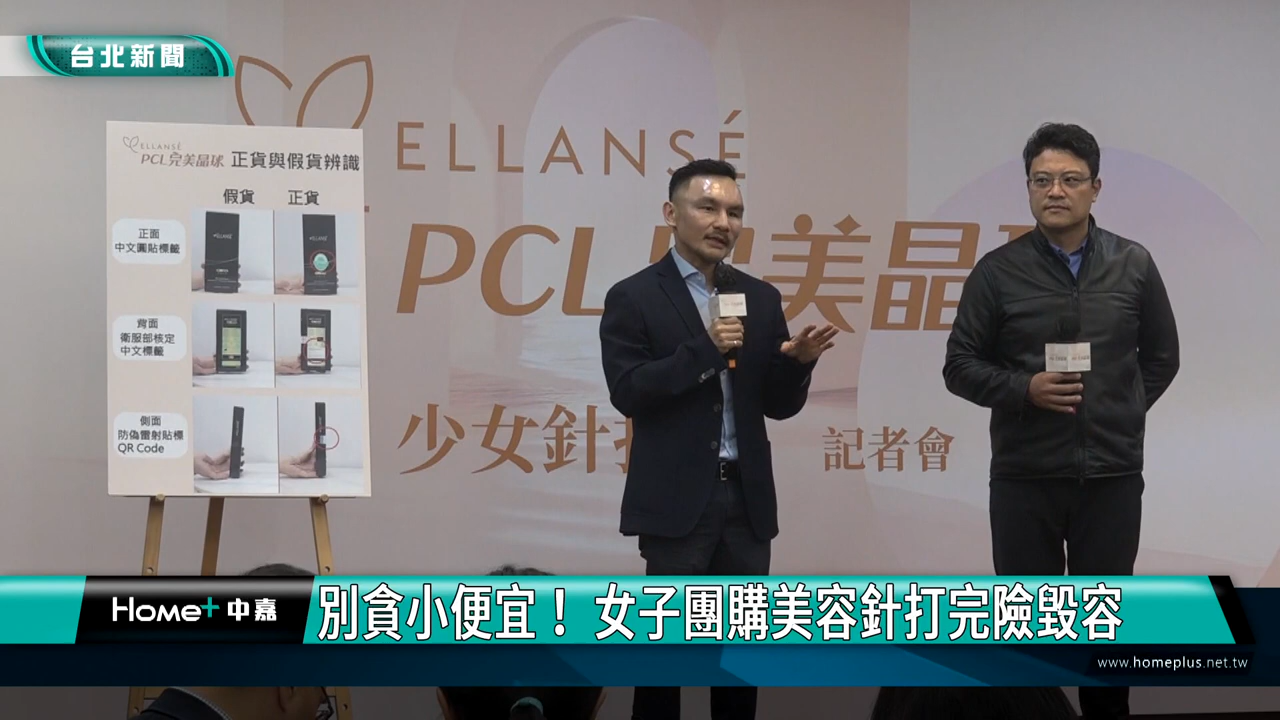 台北新聞
ELLANSÉ
PCL完美晶球 正貨與假貨辨識
假貨 正貨
正面
中文圓貼標籤
ELLANSÉ
背面
衛服部核定
中文標籤
側面
防偽雷射貼標
QR Code
ELLANSÉ
PCL 美晶
少女針
記者會
Home+中嘉
別貪小便宜！ 女子團購美容針打完險毀容
www.homeplus.net.tw